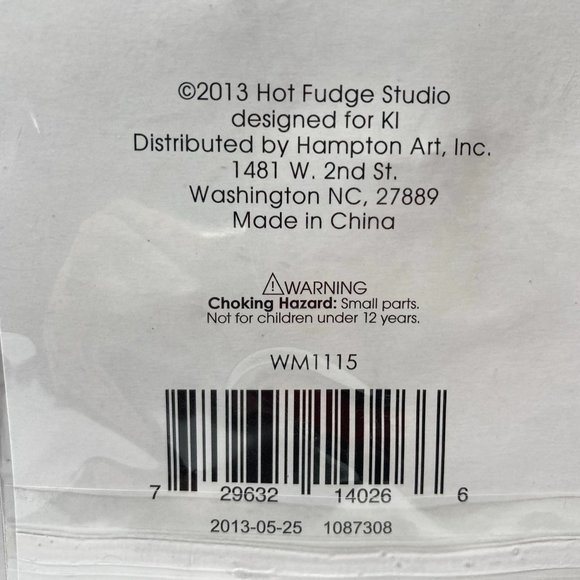 ©2013 Hot Fudge Studio
designed for KI
Distributed by Hampton Art, Inc.
1481 W. 2nd St.
Washington NC, 27889
Made in China
⚠WARNING
Choking Hazard: Small parts.
Not for children under 12 years.
WM1115
7 29632 14026 6
2013-05-25 1087308